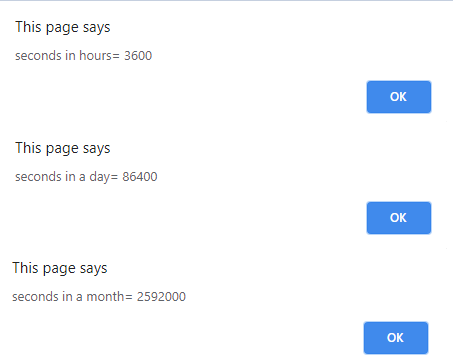 This page says
seconds in hours= 3600
OK
This page says
seconds in a day= 86400
OK
This page says
seconds in a month= 2592000
OK